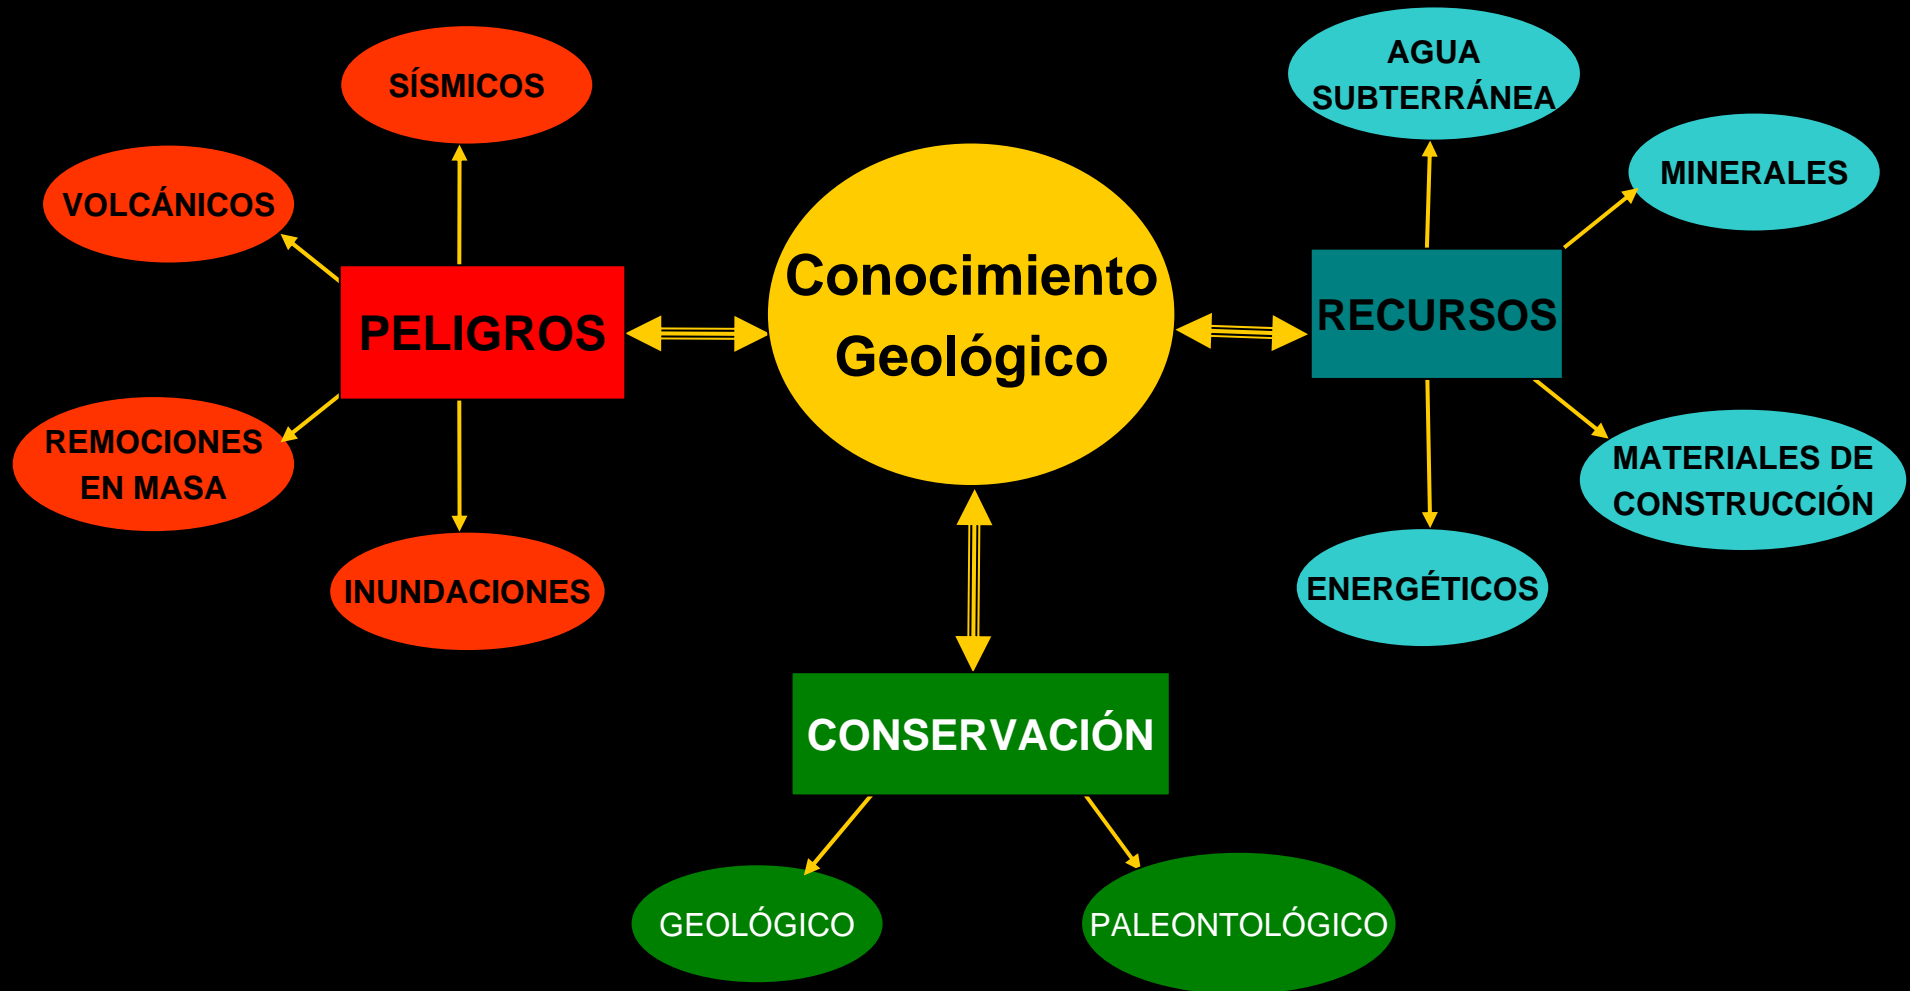 SÍSMICOS
VOLCÁNICOS
PELIGROS
REMOCIONES
EN MASA
INUNDACIONES
Conocimiento
Geológico
AGUA
SUBTERRÁNEA
MINERALES
RECURSOS
MATERIALES DE
CONSTRUCCIÓN
ENERGÉTICOS
CONSERVACIÓN
GEOLÓGICO
PALEONTOLÓGICO